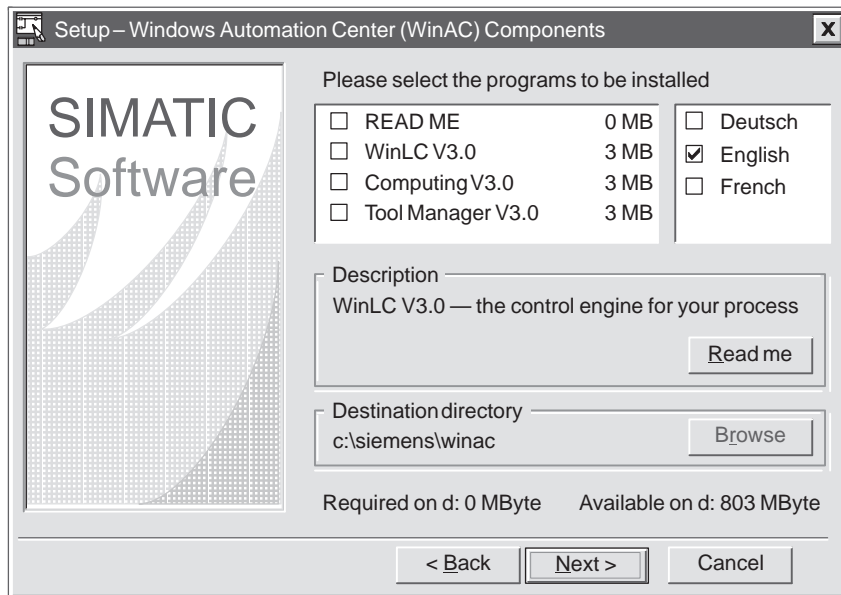 Setup – Windows Automation Center (WinAC) Components X
SIMATIC
Software
Please select the programs to be installed
READ ME 0 MB
WinLC V3.0 3 MB
Computing V3.0 3 MB
Tool Manager V3.0 3 MB
Deutsch
English
French
Description
WinLC V3.0 — the control engine for your process
Read me
Destination directory
c:\siemens\winac
Browse
Required on d: 0 MByte Available on d: 803 MByte
< Back Next > Cancel